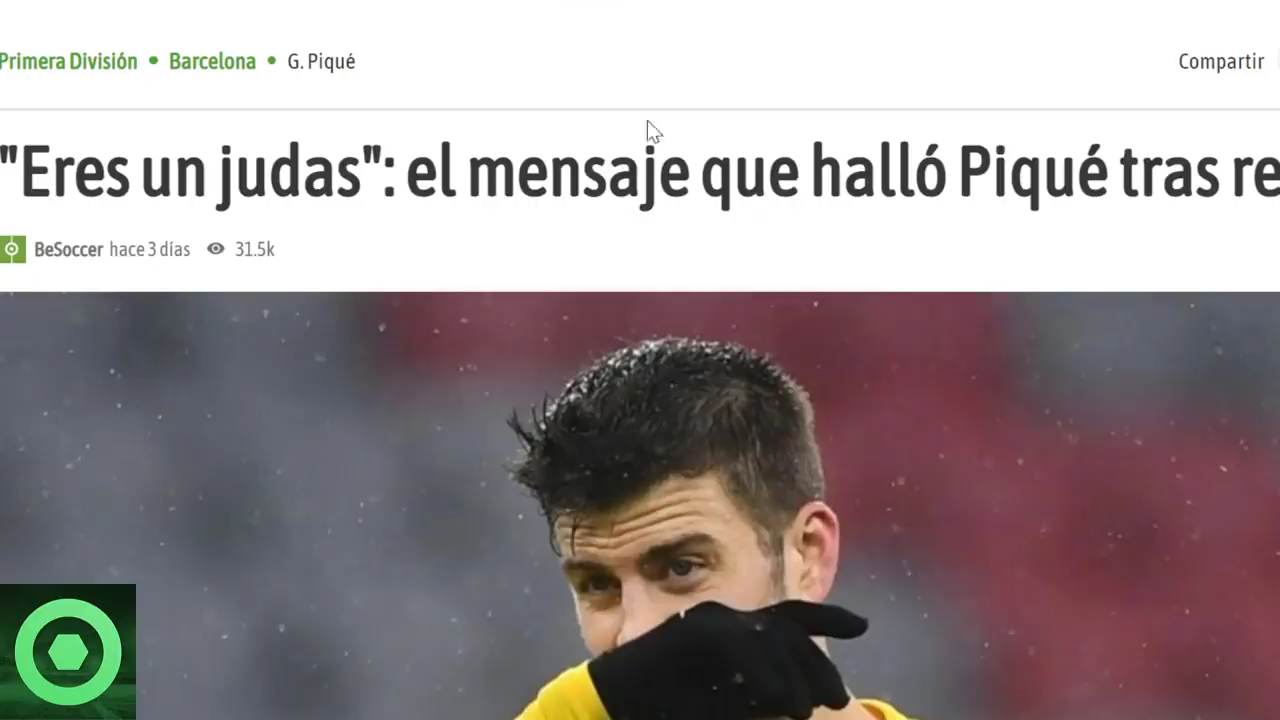 Primera División • Barcelona • G. Piqué
Compartir
"Eres un judas": el mensaje que halló Piqué tras re
BeSoccer hace 3 días 31.5k